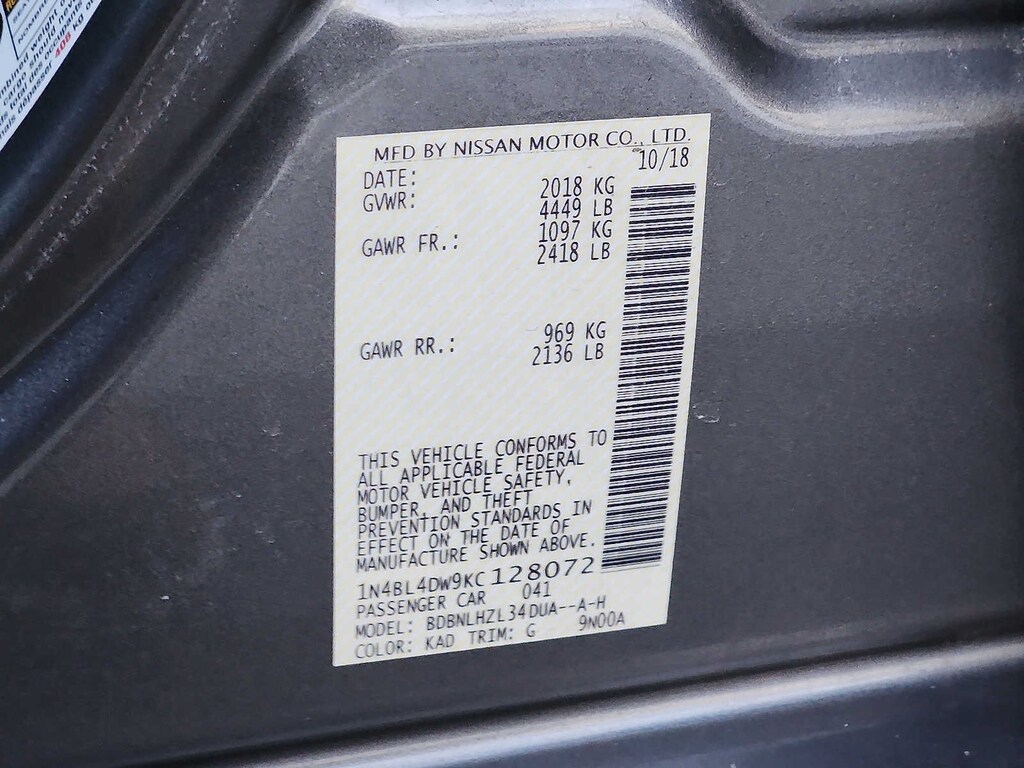 400
kg
MFD BY NISSAN MOTOR CO., LTD.
DATE: 10/18
GVWR: 2018 KG
4449 LB
GAWR FR.: 1097 KG
2418 LB
GAWR RR.: 969 KG
2136 LB
THIS VEHICLE CONFORMS TO
ALL APPLICABLE FEDERAL
MOTOR VEHICLE SAFETY,
BUMPER, AND THEFT
PREVENTION STANDARDS IN
EFFECT ON THE DATE OF
MANUFACTURE SHOWN ABOVE.
1N4BL4DW9KC128072
PASSENGER CAR 041
MODEL: BDBNLHZL34DUA--A-H
COLOR: KAD TRIM: G 9N00A